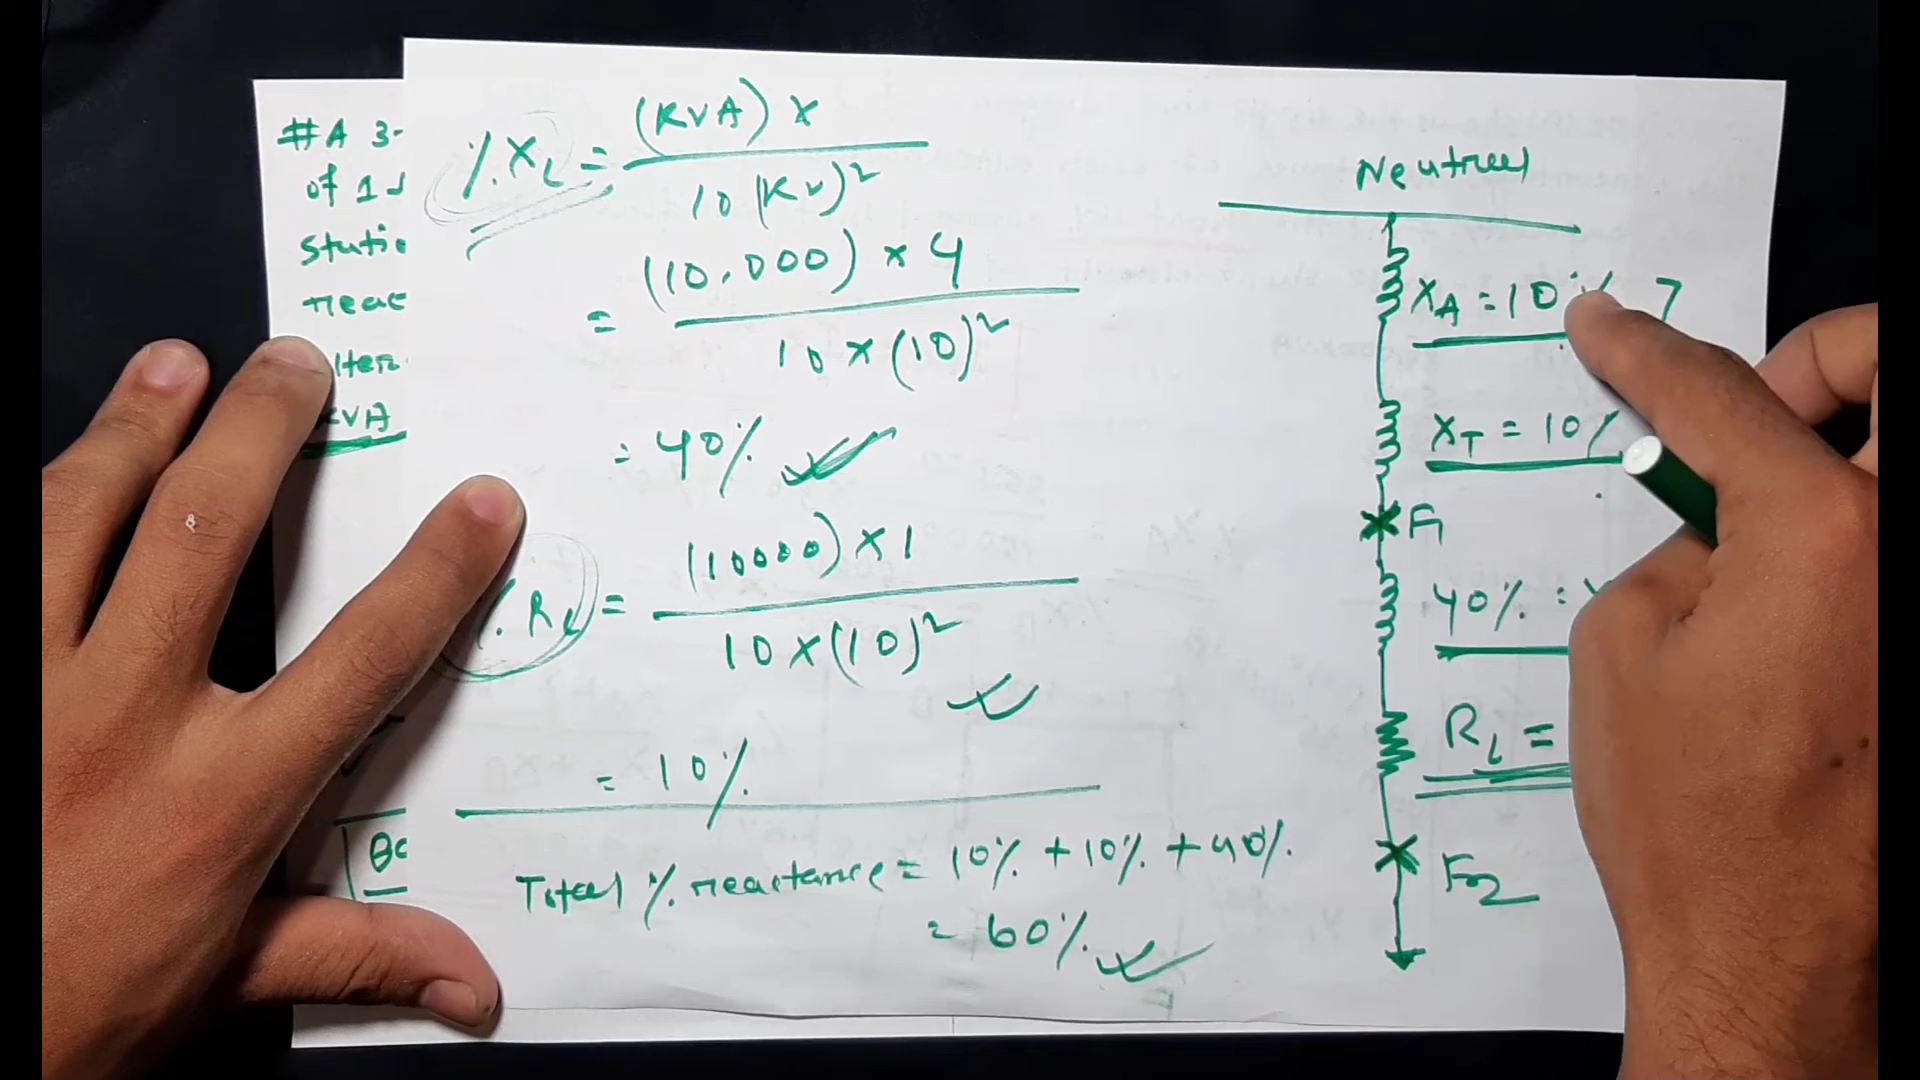 #A 3-
of 1
Statio
reac
lter
KVA
%XL = (KVA) X
10 (KV)²
= (10,000) × 4
10 × (10)²
= 40%
%RL = (10000) × 1
10 × (10)²
= 10%
Total % reactance = 10% + 10% + 40%.
= 60%.
Neutral
XA = 10%
XT = 10%
F1
40% =
RL =
F2